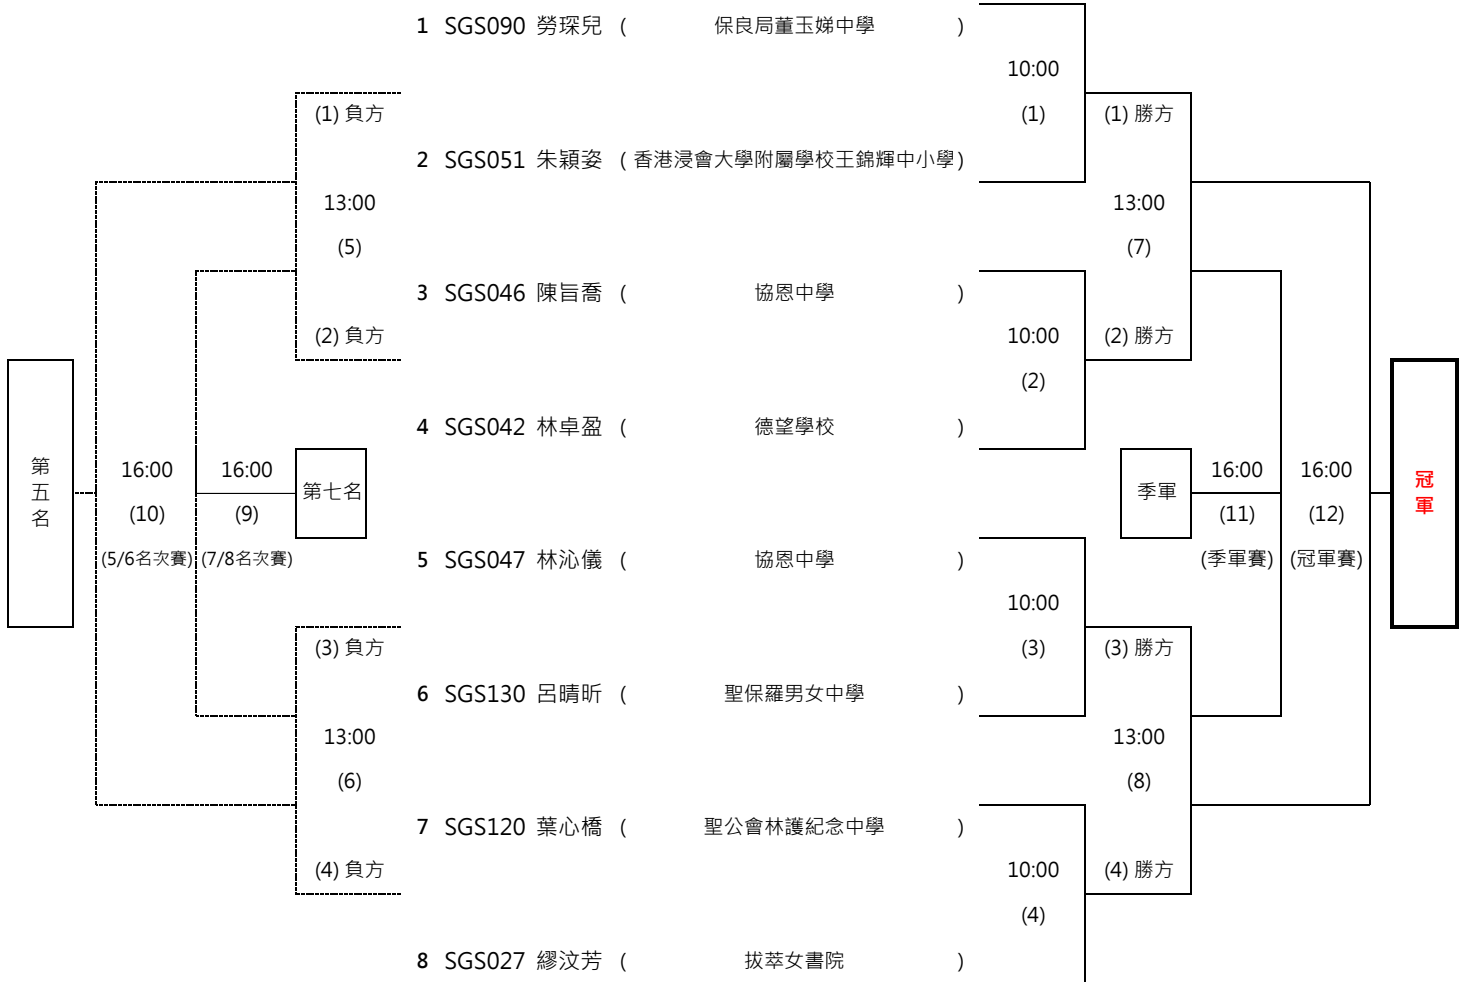 1 SGS090 勞琛兒 ( 保良局董玉娣中學 )
10:00
(1) 負方 (1) (1) 勝方
2 SGS051 朱穎姿 ( 香港浸會大學附屬學校王錦輝中小學)
13:00 13:00
(5) (7)
3 SGS046 陳旨喬 ( 協恩中學 )
(2) 負方 10:00 (2) 勝方
(2)
4 SGS042 林卓盈 ( 德望學校 )
第五名 16:00 16:00 第七名 季軍 16:00 16:00 冠軍
(10) (9) (11) (12)
(5/6名次賽) (7/8名次賽) 5 SGS047 林沁儀 ( 協恩中學 ) (季軍賽) (冠軍賽)
10:00
(3) 負方 (3) (3) 勝方
6 SGS130 呂晴昕 ( 聖保羅男女中學 )
13:00 13:00
(6) (8)
7 SGS120 葉心橋 ( 聖公會林護紀念中學 )
(4) 負方 10:00 (4) 勝方
(4)
8 SGS027 繆汶芳 ( 拔萃女書院 )